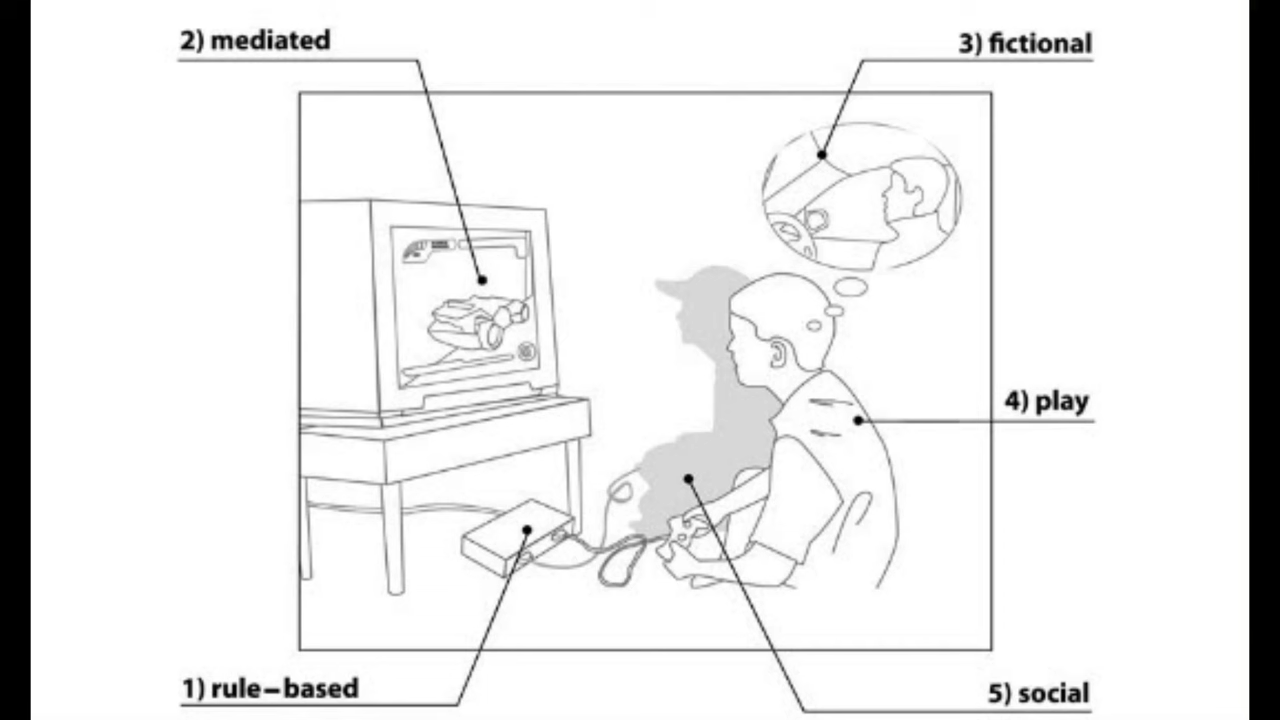 2) mediated
3) fictional
4) play
1) rule–based
5) social